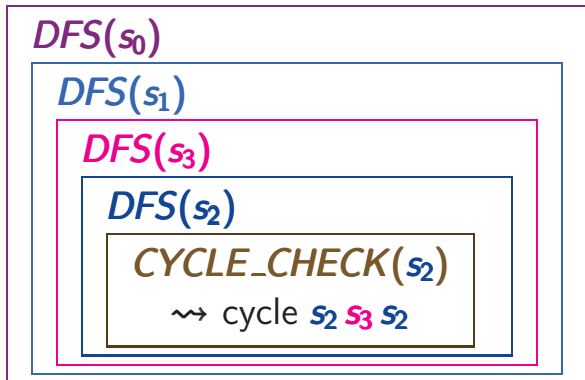 DFS(s₀)
DFS(s₁)
DFS(s₃)
DFS(s₂)
CYCLE_CHECK(s₂)
⇝ cycle s₂ s₃ s₂